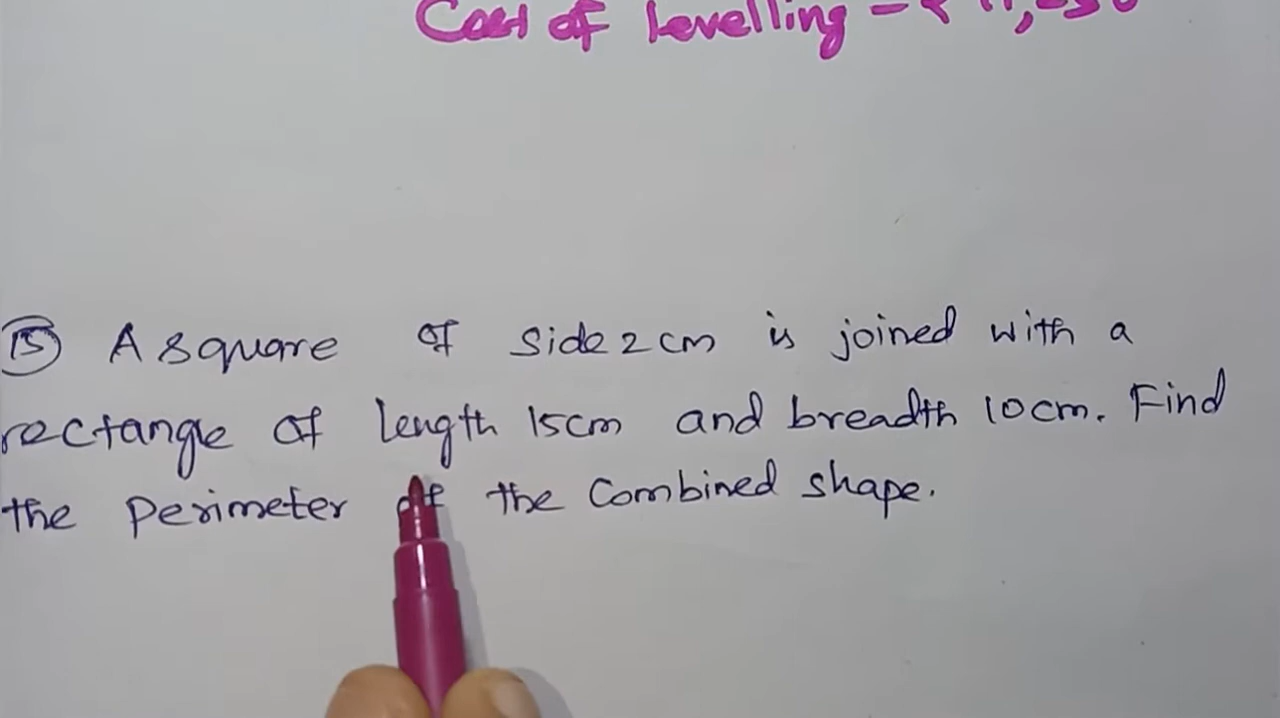 Cost of Levelling - ₹
15 A square of side 2 cm is joined with a
rectangle of length 15cm and breadth 10cm. Find
the Perimeter of the Combined shape.